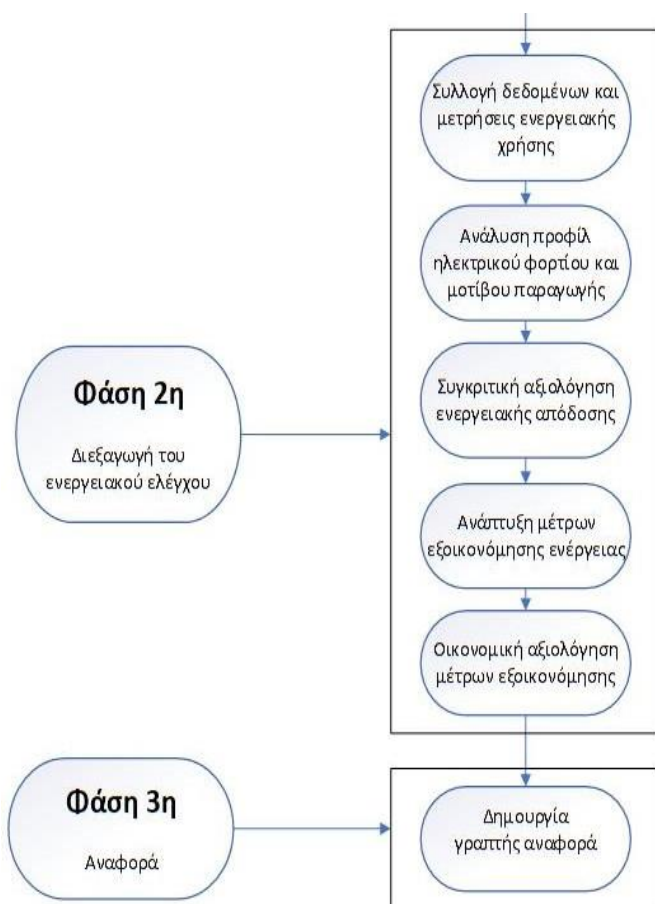 Συλλογή δεδομένων και
μετρήσεις ενεργειακής
χρήσης
Ανάλυση προφίλ
ηλεκτρικού φορτίου και
μοτίβου παραγωγής
Φάση 2η
Διεξαγωγή του
ενεργειακού ελέγχου
Συγκριτική αξιολόγηση
ενεργειακής απόδοσης
Ανάπτυξη μέτρων
εξοικονόμησης ενέργειας
Οικονομική αξιολόγηση
μέτρων εξοικονόμησης
Φάση 3η
Αναφορά
Δημιουργία
γραπτής αναφορά